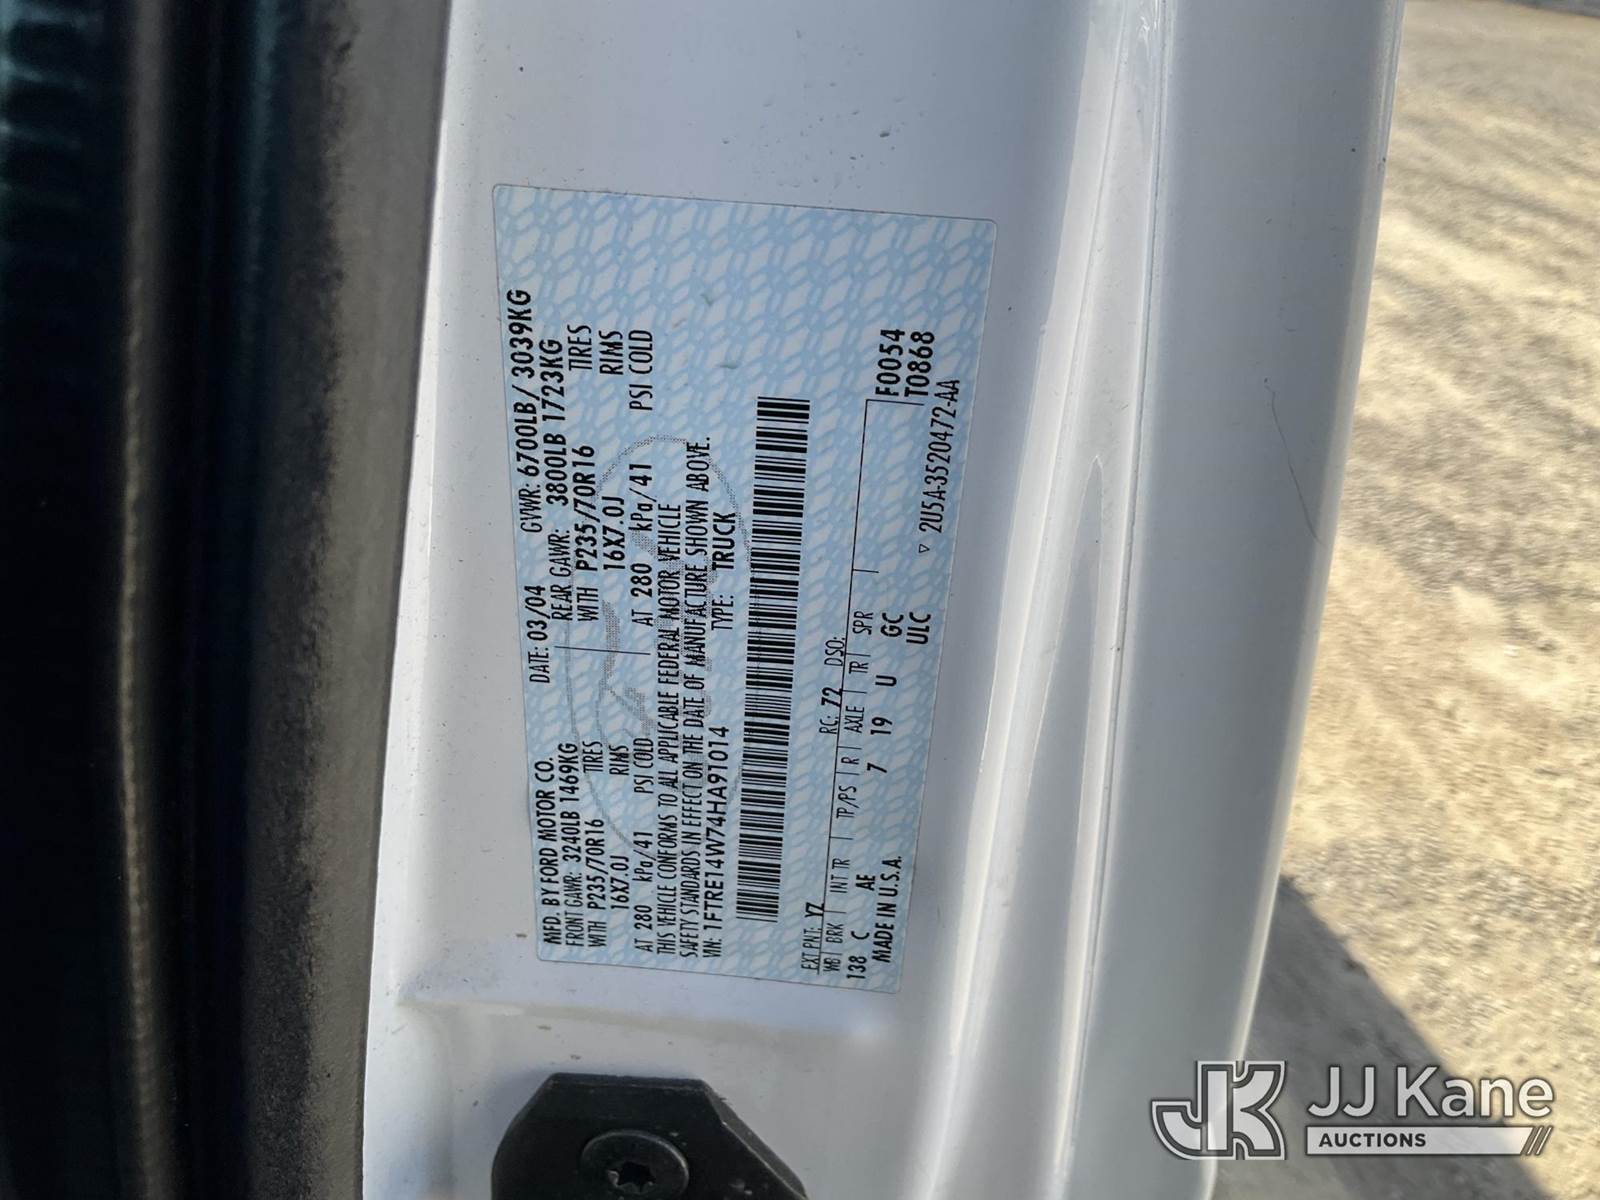 MFD. BY FORD MOTOR CO.
DATE: 03/04 GVWR: 6700LB/ 3039KG
FRONT GAWR: 3240LB 1469KG REAR GAWR: 3800LB 1723KG
WITH P235/70R16 TIRES WITH P235/70R16 TIRES
16X7.0J RIMS 16X7.0J RIMS
AT 280 kPa/41 PSI COLD AT 280 kPa/41 PSI COLD
THIS VEHICLE CONFORMS TO ALL APPLICABLE FEDERAL MOTOR VEHICLE
SAFETY STANDARDS IN EFFECT ON THE DATE OF MANUFACTURE SHOWN ABOVE.
VIN: 1FTRE14W74HA91014 TYPE: TRUCK
EXT PNT: YZ RC: 72 DSO:
WB BRK INT TR TP/PS R AXLE TR SPR F0054
138 C AE 7 19 U GC T0868
MADE IN U.S.A. ULC
▽ 2U5A-3520472-AA
JK JJ Kane
AUCTIONS